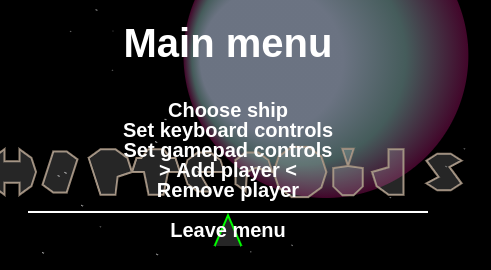 Main menu
Choose ship
Set keyboard controls
Set gamepad controls
> Add player <
Remove player
Leave menu